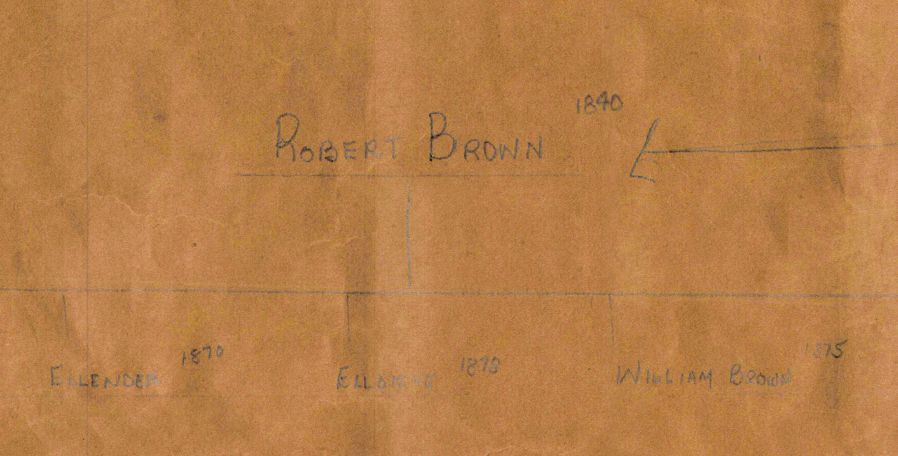 1840
ROBERT BROWN
1870 1873 1875
ELLENDER WILLIAM BROWN